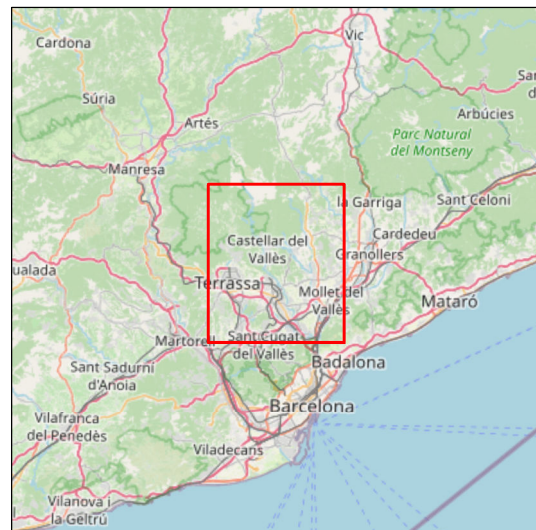 Cardona
Vic
Súria
Artés
Arbúcies
Parc Natural
del Montseny
Manresa
la Garriga
Sant Celoni
Cardedeu
Castellar del
Vallès
Granollers
Terrassa
Mollet del
Vallès
Mataró
Martorell
Sant Cugat
del Vallès
Badalona
Sant Sadurní
d'Anoia
Barcelona
Vilafranca
del Penedès
Viladecans
Vilanova i
la Geltrú